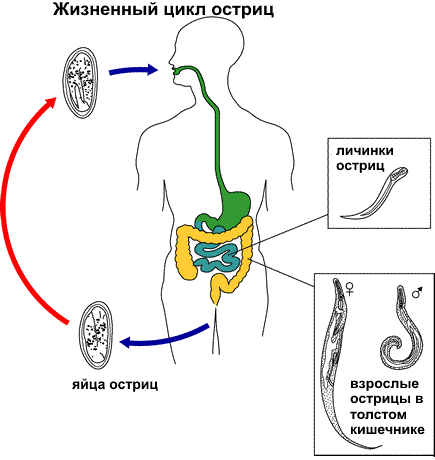 Жизненный цикл остриц
личинки
остриц
♀ ♂
взрослые
острицы в
толстом
кишечнике
яйца остриц